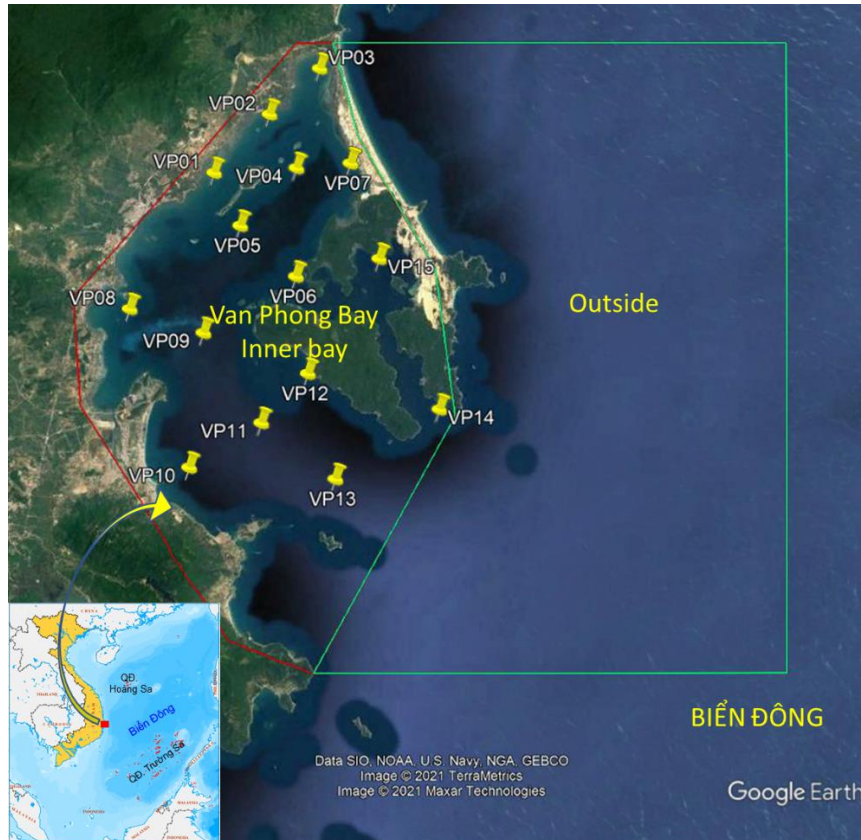 VP03
VP02
VP01
VP04
VP07
VP05
VP15
VP06
VP08
Van Phong Bay
Inner bay
Outside
VP09
VP12
VP14
VP11
VP10
VP13
QĐ.
Hoàng Sa
Biển Đông
QĐ. Trường Sa
BIỂN ĐÔNG
Data SIO, NOAA, U.S. Navy, NGA, GEBCO
Image © 2021 TerraMetrics
Image © 2021 Maxar Technologies
Google Earth